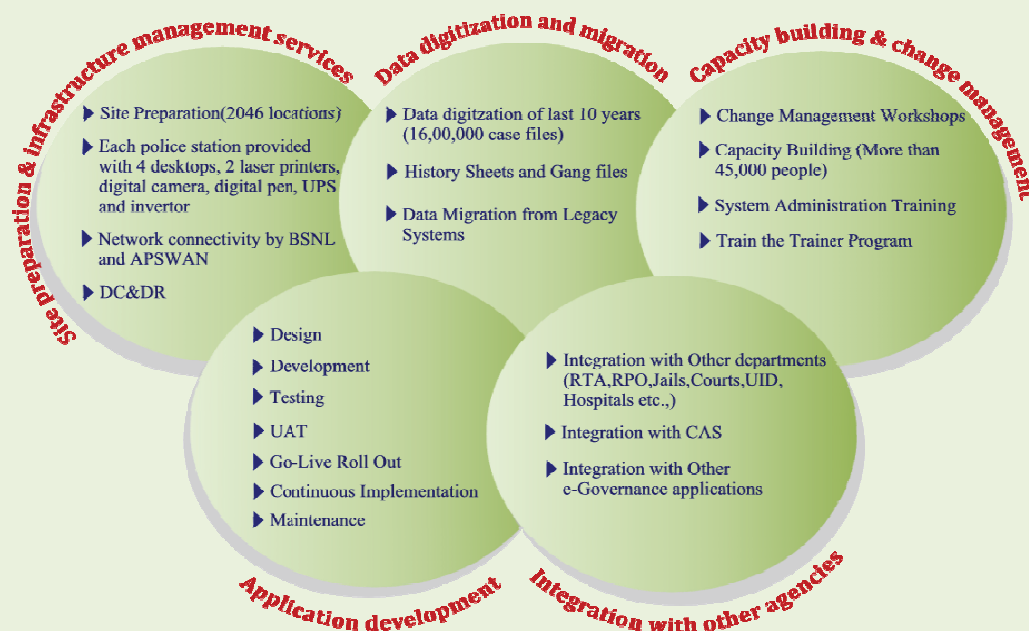 Site preparation & infrastructure management services
Site Preparation(2046 locations)
Each police station provided
with 4 desktops, 2 laser printers,
digital camera, digital pen, UPS
and invertor
Network connectivity by BSNL
and APSWAN
DC&DR
Data digitization and migration
Data digitzation of last 10 years
(16,00,000 case files)
History Sheets and Gang files
Data Migration from Legacy
Systems
Capacity building & change management
Change Management Workshops
Capacity Building (More than
45,000 people)
System Administration Training
Train the Trainer Program
Design
Development
Testing
UAT
Go-Live Roll Out
Continuous Implementation
Maintenance
Application development
Integration with Other departments
(RTA,RPO,Jails,Courts,UID,
Hospitals etc.,)
Integration with CAS
Integration with Other
e-Governance applications
Integration with other agencies